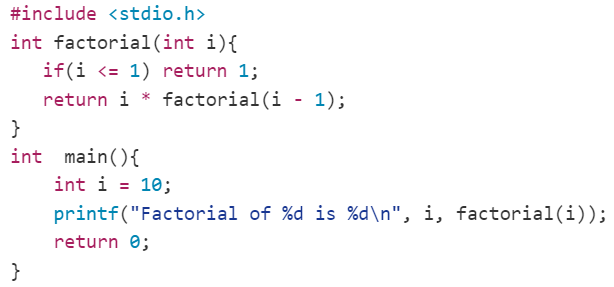 #include <stdio.h>
int factorial(int i){
   if(i <= 1) return 1;
   return i * factorial(i - 1);
}
int  main(){
    int i = 10;
    printf("Factorial of %d is %d\n", i, factorial(i));
    return 0;
}